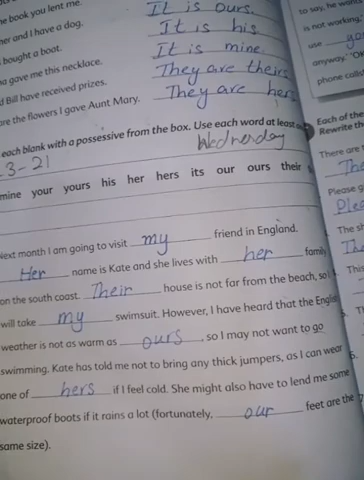 e book you lent me. It is ours.
her and I have a dog. It is his
bought a boat. It is mine.
a gave me this necklace. They are theirs
d Bill have received prizes. They are her
are the flowers I gave Aunt Mary.
each blank with a possessive from the box. Use each word at least
Wednerday
3-21
mine your yours his her hers its our ours their
Next month I am going to visit my friend in England.
Her name is Kate and she lives with her family
on the south coast. Their house is not far from the beach, so I
will take my swimsuit. However, I have heard that the English
weather is not as warm as ours, so I may not want to go
swimming. Kate has told me not to bring any thick jumpers, as I can wear
one of hers if I feel cold. She might also have to lend me some
waterproof boots if it rains a lot (fortunately, our feet are the
same size).
to say, he
is not working,
use
anyway. "OK
phone
Each of the
Rewrite th
There are
The
Please g
Plea
The sh
The
This
5.
6.